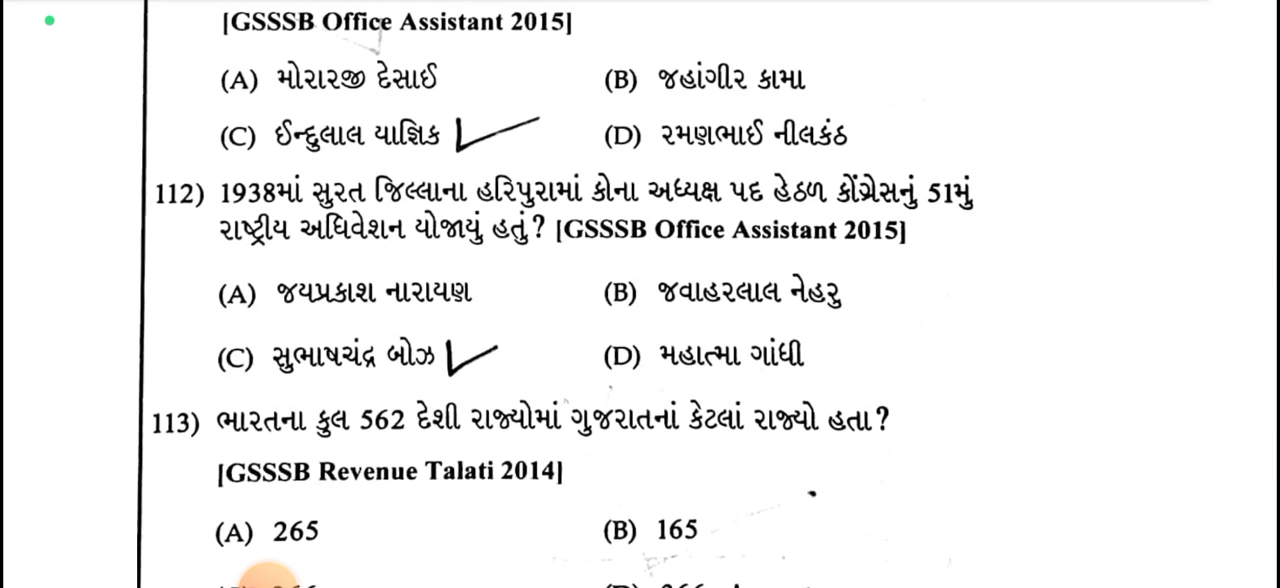 [GSSSB Office Assistant 2015]
(A) મોરારજી દેસાઈ (B) જહાંગીર કામા
(C) ઈન્દુલાલ યાજ્ઞિક (D) રમણભાઈ નીલકંઠ
112) 1938માં સુરત જિલ્લાના હરિપુરામાં કોના અધ્યક્ષ પદ હેઠળ કોંગ્રેસનું 51મું
રાષ્ટ્રીય અધિવેશન યોજાયું હતું? [GSSSB Office Assistant 2015]
(A) જયપ્રકાશ નારાયણ (B) જવાહરલાલ નેહરુ
(C) સુભાષચંદ્ર બોઝ (D) મહાત્મા ગાંધી
113) ભારતના કુલ 562 દેશી રાજ્યોમાં ગુજરાતનાં કેટલાં રાજ્યો હતા?
[GSSSB Revenue Talati 2014]
(A) 265 (B) 165